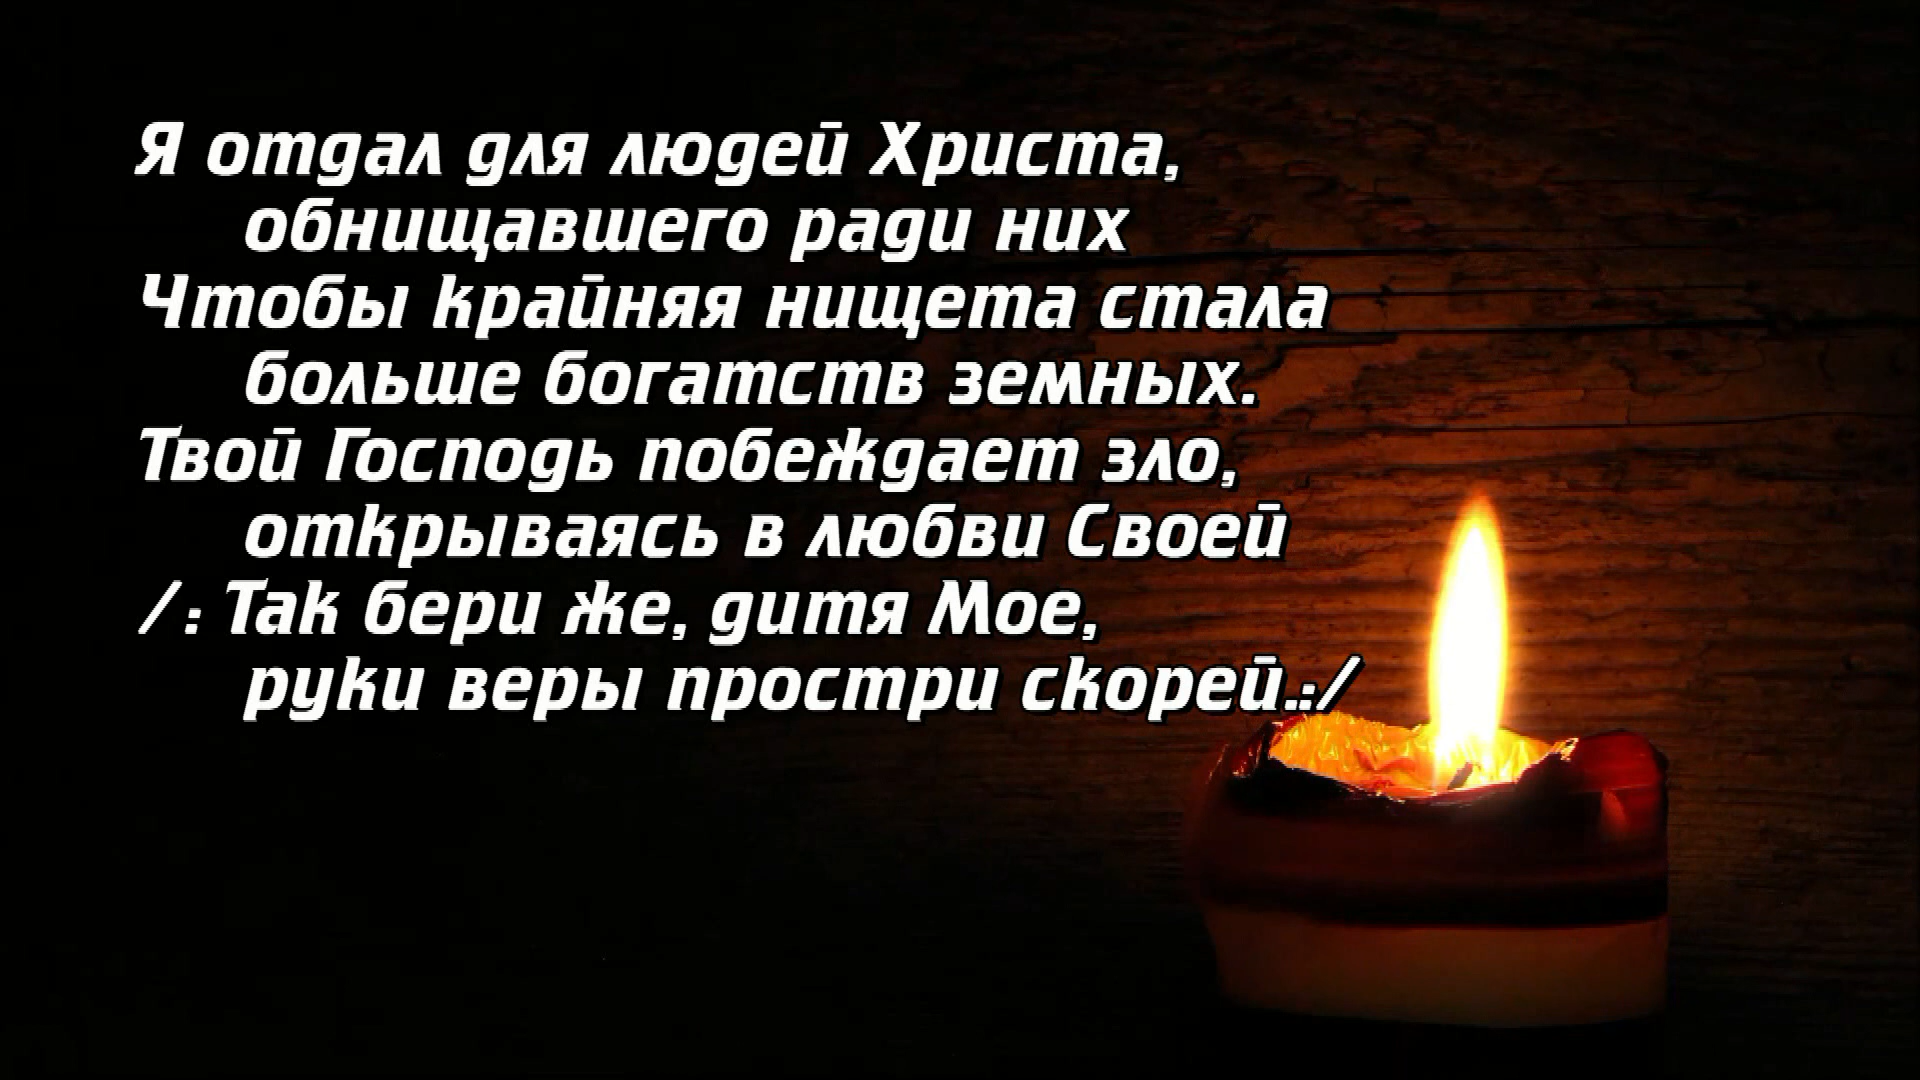 Я отдал для людей Христа,
обнищавшего ради них
Чтобы крайняя нищета стала
больше богатств земных.
Твой Господь побеждает зло,
открываясь в любви Своей
/: Так бери же, дитя Мое,
руки веры простри скорей.:/